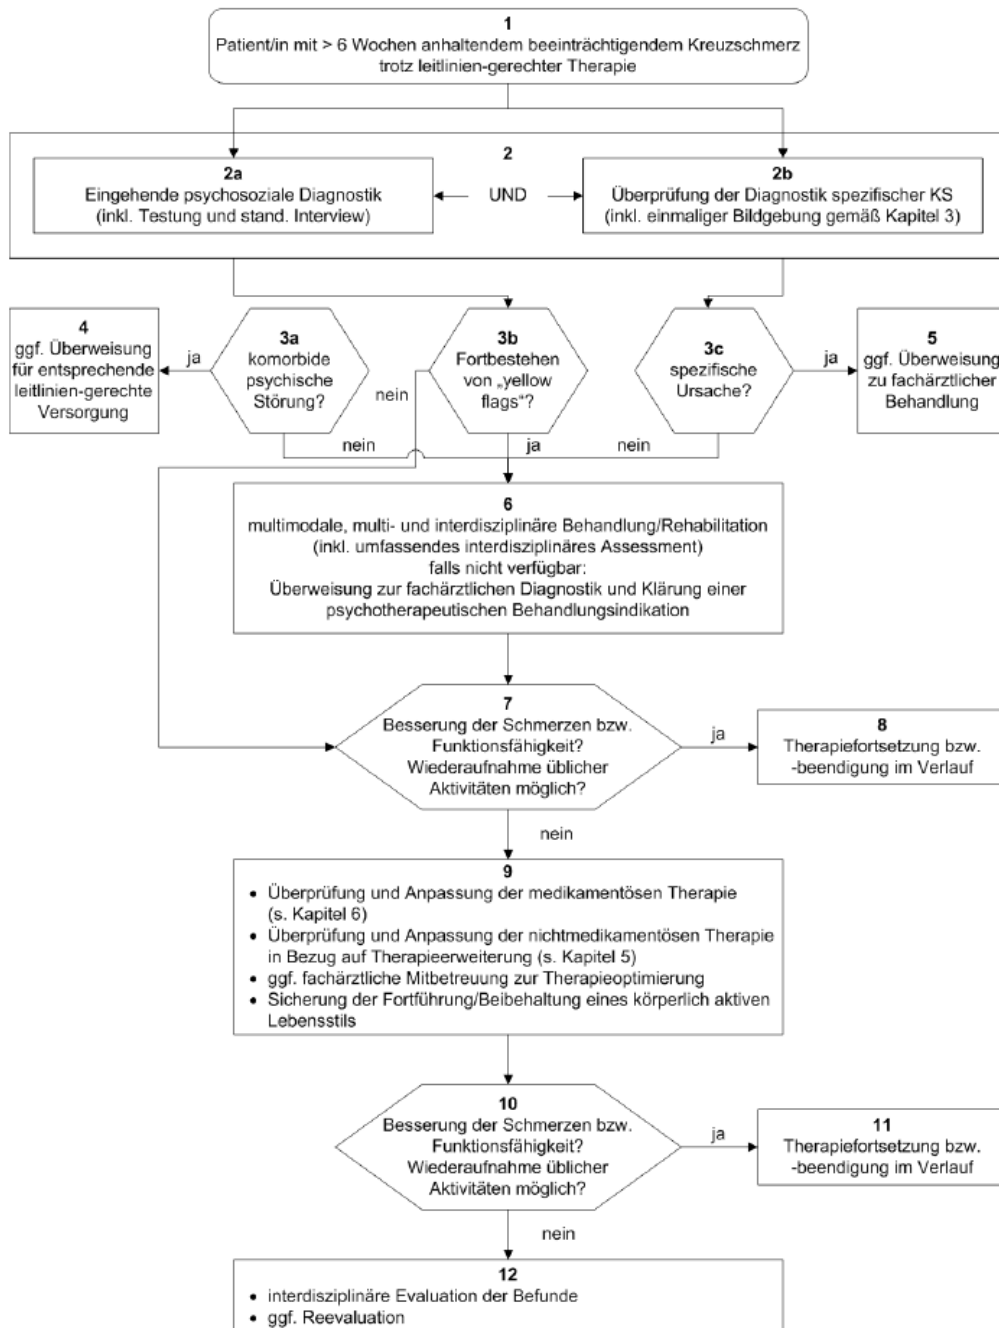 1
Patient/in mit > 6 Wochen anhaltendem beeinträchtigendem Kreuzschmerz
trotz leitlinien-gerechter Therapie
2
2a
Eingehende psychosoziale Diagnostik
(inkl. Testung und stand. Interview)
UND
2b
Überprüfung der Diagnostik spezifischer KS
(inkl. einmaliger Bildgebung gemäß Kapitel 3)
4
ggf. Überweisung
für entsprechende
leitlinien-gerechte
Versorgung
ja
3a
komorbide
psychische
Störung?
nein
nein
3b
Fortbestehen
von „yellow
flags“?
ja
3c
spezifische
Ursache?
nein
ja
5
ggf. Überweisung
zu fachärztlicher
Behandlung
6
multimodale, multi- und interdisziplinäre Behandlung/Rehabilitation
(inkl. umfassendes interdisziplinäres Assessment)
falls nicht verfügbar:
Überweisung zur fachärztlichen Diagnostik und Klärung einer
psychotherapeutischen Behandlungsindikation
7
Besserung der Schmerzen bzw.
Funktionsfähigkeit?
Wiederaufnahme üblicher
Aktivitäten möglich?
ja
8
Therapiefortsetzung bzw.
-beendigung im Verlauf
nein
9
• Überprüfung und Anpassung der medikamentösen Therapie
(s. Kapitel 6)
• Überprüfung und Anpassung der nichtmedikamentösen Therapie
in Bezug auf Therapieerweiterung (s. Kapitel 5)
• ggf. fachärztliche Mitbetreuung zur Therapieoptimierung
• Sicherung der Fortführung/Beibehaltung eines körperlich aktiven
Lebensstils
10
Besserung der Schmerzen bzw.
Funktionsfähigkeit?
Wiederaufnahme üblicher
Aktivitäten möglich?
ja
11
Therapiefortsetzung bzw.
-beendigung im Verlauf
nein
12
• interdisziplinäre Evaluation der Befunde
• ggf. Reevaluation